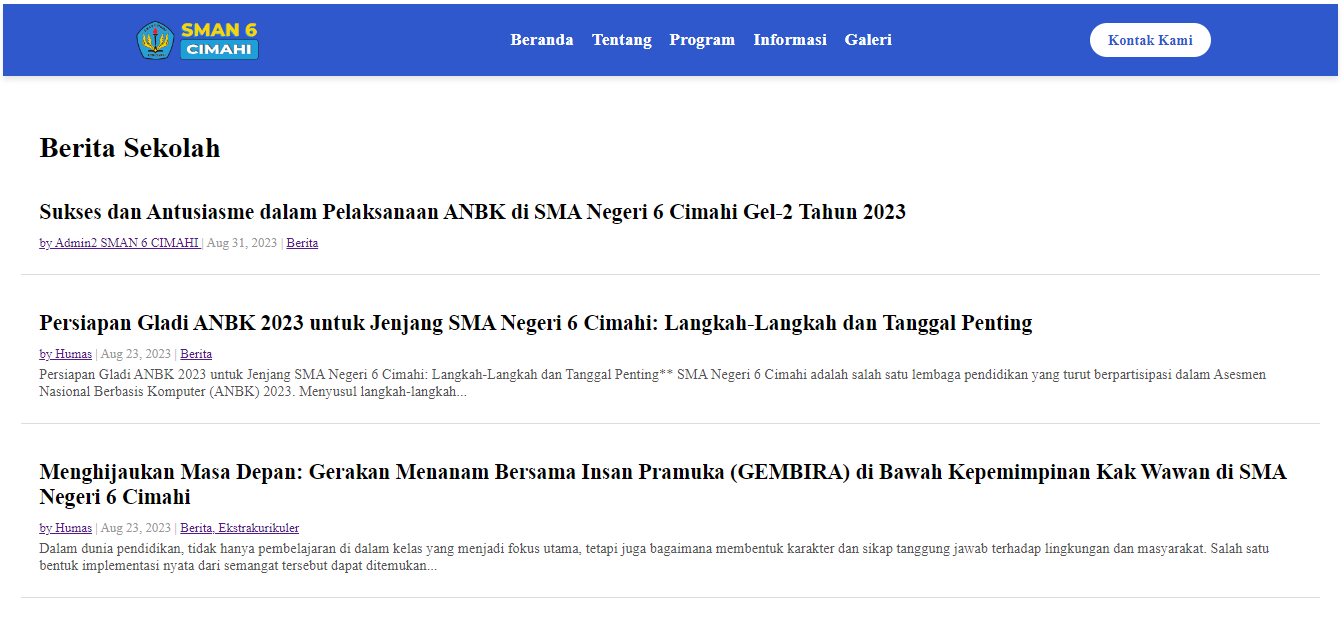 SMAN 6
CIMAHI
Beranda Tentang Program Informasi Galeri
Kontak Kami
Berita Sekolah
Sukses dan Antusiasme dalam Pelaksanaan ANBK di SMA Negeri 6 Cimahi Gel-2 Tahun 2023
by Admin2 SMAN 6 CIMAHI | Aug 31, 2023 | Berita
Persiapan Gladi ANBK 2023 untuk Jenjang SMA Negeri 6 Cimahi: Langkah-Langkah dan Tanggal Penting
by Humas | Aug 23, 2023 | Berita
Persiapan Gladi ANBK 2023 untuk Jenjang SMA Negeri 6 Cimahi: Langkah-Langkah dan Tanggal Penting** SMA Negeri 6 Cimahi adalah salah satu lembaga pendidikan yang turut berpartisipasi dalam Asesmen
Nasional Berbasis Komputer (ANBK) 2023. Menyusul langkah-langkah...
Menghijaukan Masa Depan: Gerakan Menanam Bersama Insan Pramuka (GEMBIRA) di Bawah Kepemimpinan Kak Wawan di SMA
Negeri 6 Cimahi
by Humas | Aug 23, 2023 | Berita, Ekstrakurikuler
Dalam dunia pendidikan, tidak hanya pembelajaran di dalam kelas yang menjadi fokus utama, tetapi juga bagaimana membentuk karakter dan sikap tanggung jawab terhadap lingkungan dan masyarakat. Salah satu
bentuk implementasi nyata dari semangat tersebut dapat ditemukan...